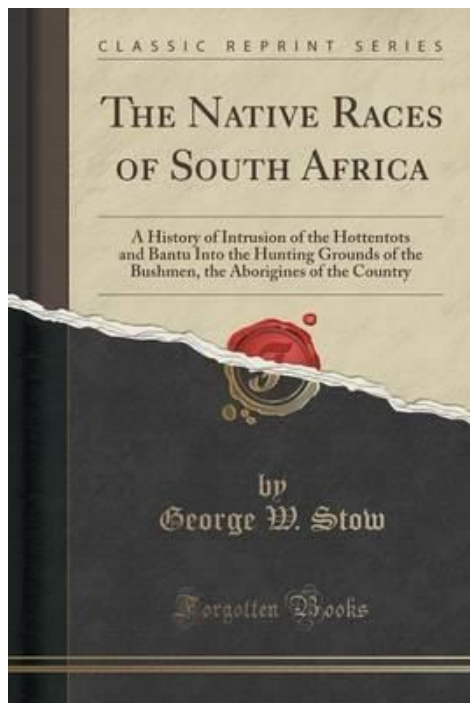 CLASSIC REPRINT SERIES
THE NATIVE RACES
OF SOUTH AFRICA
A History of Intrusion of the Hottentots
and Bantu Into the Hunting Grounds of the
Bushmen, the Aborigines of the Country
F
by
George W. Stow
Forgotten Books